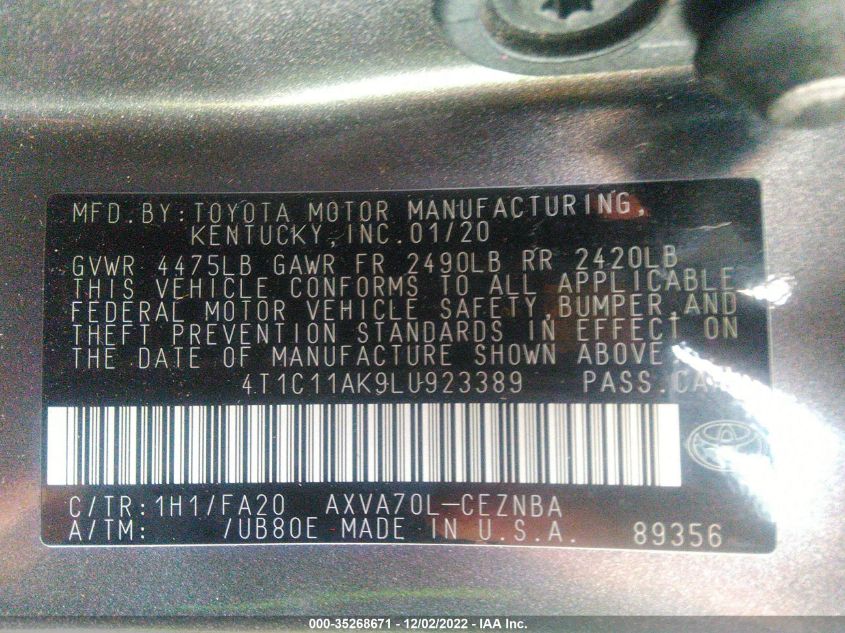 MFD.BY:TOYOTA MOTOR MANUFACTURING,
KENTUCKY,INC.01/20
GVWR 4475LB GAWR FR 2490LB RR 2420LB
THIS VEHICLE CONFORMS TO ALL APPLICABLE
FEDERAL MOTOR VEHICLE SAFETY,BUMPER,AND
THEFT PREVENTION STANDARDS IN EFFECT ON
THE DATE OF MANUFACTURE SHOWN ABOVE.
4T1C11AK9LU923389 PASS.CA
C/TR:1H1/FA20 AXVA70L-CEZNBA
A/TM: /UB80E MADE IN U.S.A. 89356
000-35268671 - 12/02/2022 - IAA Inc.